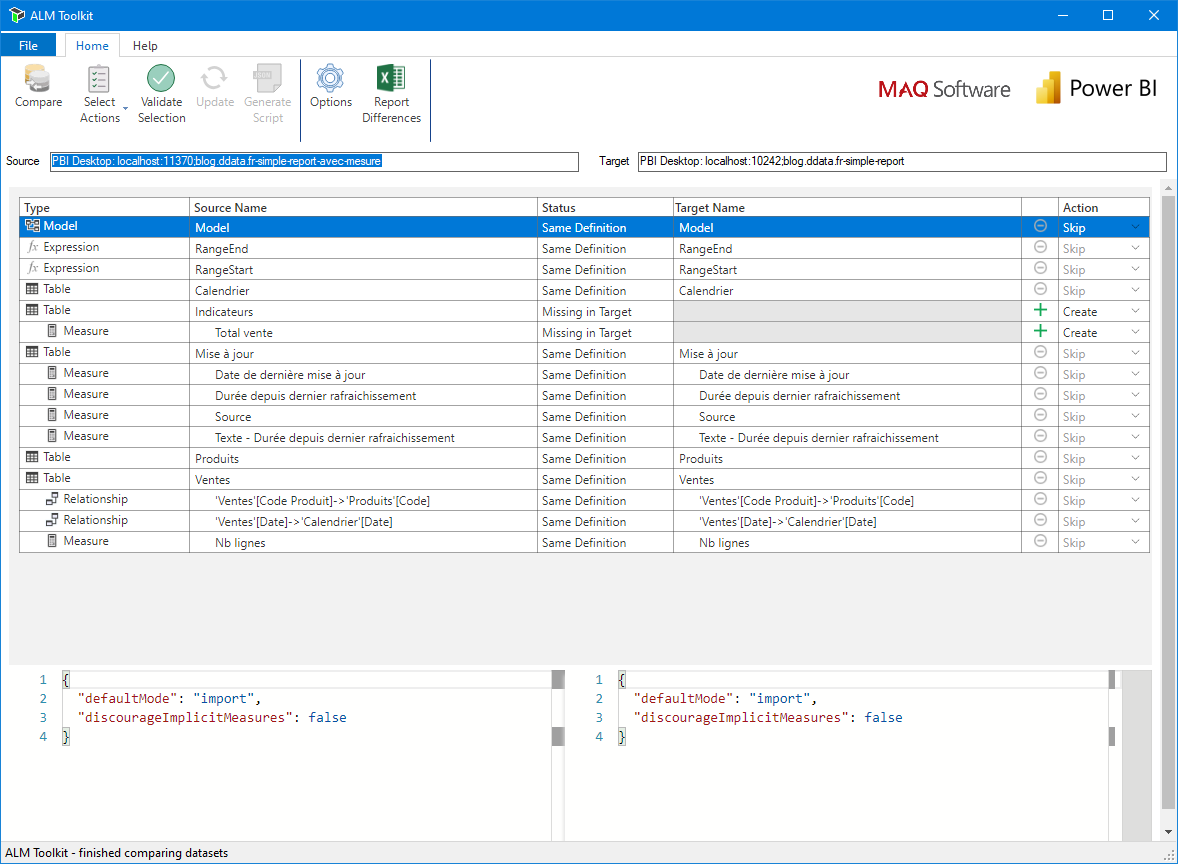 ALM Toolkit
File Home Help
Compare Select Actions Validate Selection Update Generate Script Options Report Differences
MAQ Software Power BI
Source PBI Desktop: localhost:11370;blog.ddata.fr-simple-report-avec-mesure Target PBI Desktop: localhost:10242;blog.ddata.fr-simple-report
Type Source Name Status Target Name Action
Model Model Same Definition Model Skip
fx Expression RangeEnd Same Definition RangeEnd Skip
fx Expression RangeStart Same Definition RangeStart Skip
Table Calendrier Same Definition Calendrier Skip
Table Indicateurs Missing in Target Create
Measure Total vente Missing in Target Create
Table Mise à jour Same Definition Mise à jour Skip
Measure Date de dernière mise à jour Same Definition Date de dernière mise à jour Skip
Measure Durée depuis dernier rafraichissement Same Definition Durée depuis dernier rafraichissement Skip
Measure Source Same Definition Source Skip
Measure Texte - Durée depuis dernier rafraichissement Same Definition Texte - Durée depuis dernier rafraichissement Skip
Table Produits Same Definition Produits Skip
Table Ventes Same Definition Ventes Skip
Relationship 'Ventes'[Code Produit]->'Produits'[Code] Same Definition 'Ventes'[Code Produit]->'Produits'[Code] Skip
Relationship 'Ventes'[Date]->'Calendrier'[Date] Same Definition 'Ventes'[Date]->'Calendrier'[Date] Skip
Measure Nb lignes Same Definition Nb lignes Skip
1 { 1 {
2 "defaultMode": "import", 2 "defaultMode": "import",
3 "discourageImplicitMeasures": false 3 "discourageImplicitMeasures": false
4 } 4 }
ALM Toolkit - finished comparing datasets